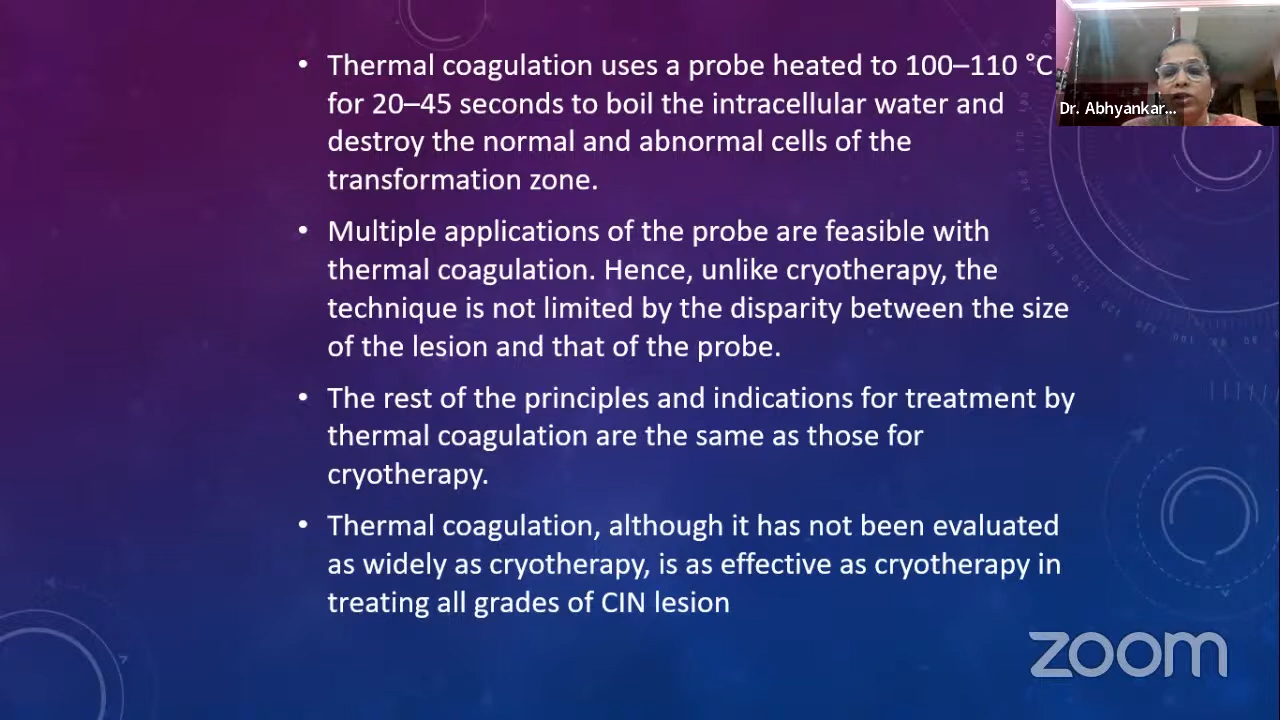 • Thermal coagulation uses a probe heated to 100–110 °C
for 20–45 seconds to boil the intracellular water and
destroy the normal and abnormal cells of the
transformation zone.
• Multiple applications of the probe are feasible with
thermal coagulation. Hence, unlike cryotherapy, the
technique is not limited by the disparity between the size
of the lesion and that of the probe.
• The rest of the principles and indications for treatment by
thermal coagulation are the same as those for
cryotherapy.
• Thermal coagulation, although it has not been evaluated
as widely as cryotherapy, is as effective as cryotherapy in
treating all grades of CIN lesion
Dr. Abhyankar...
zoom